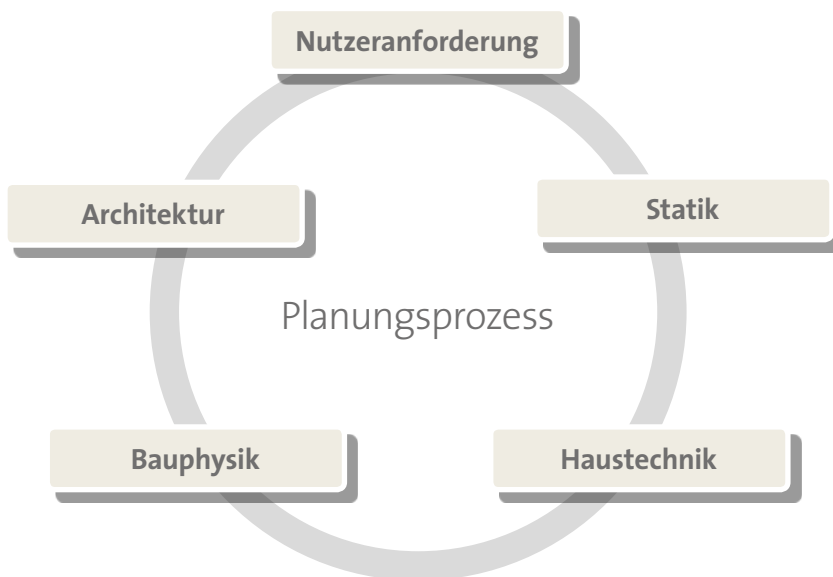 Nutzeranforderung
Architektur
Statik
Planungsprozess
Bauphysik
Haustechnik